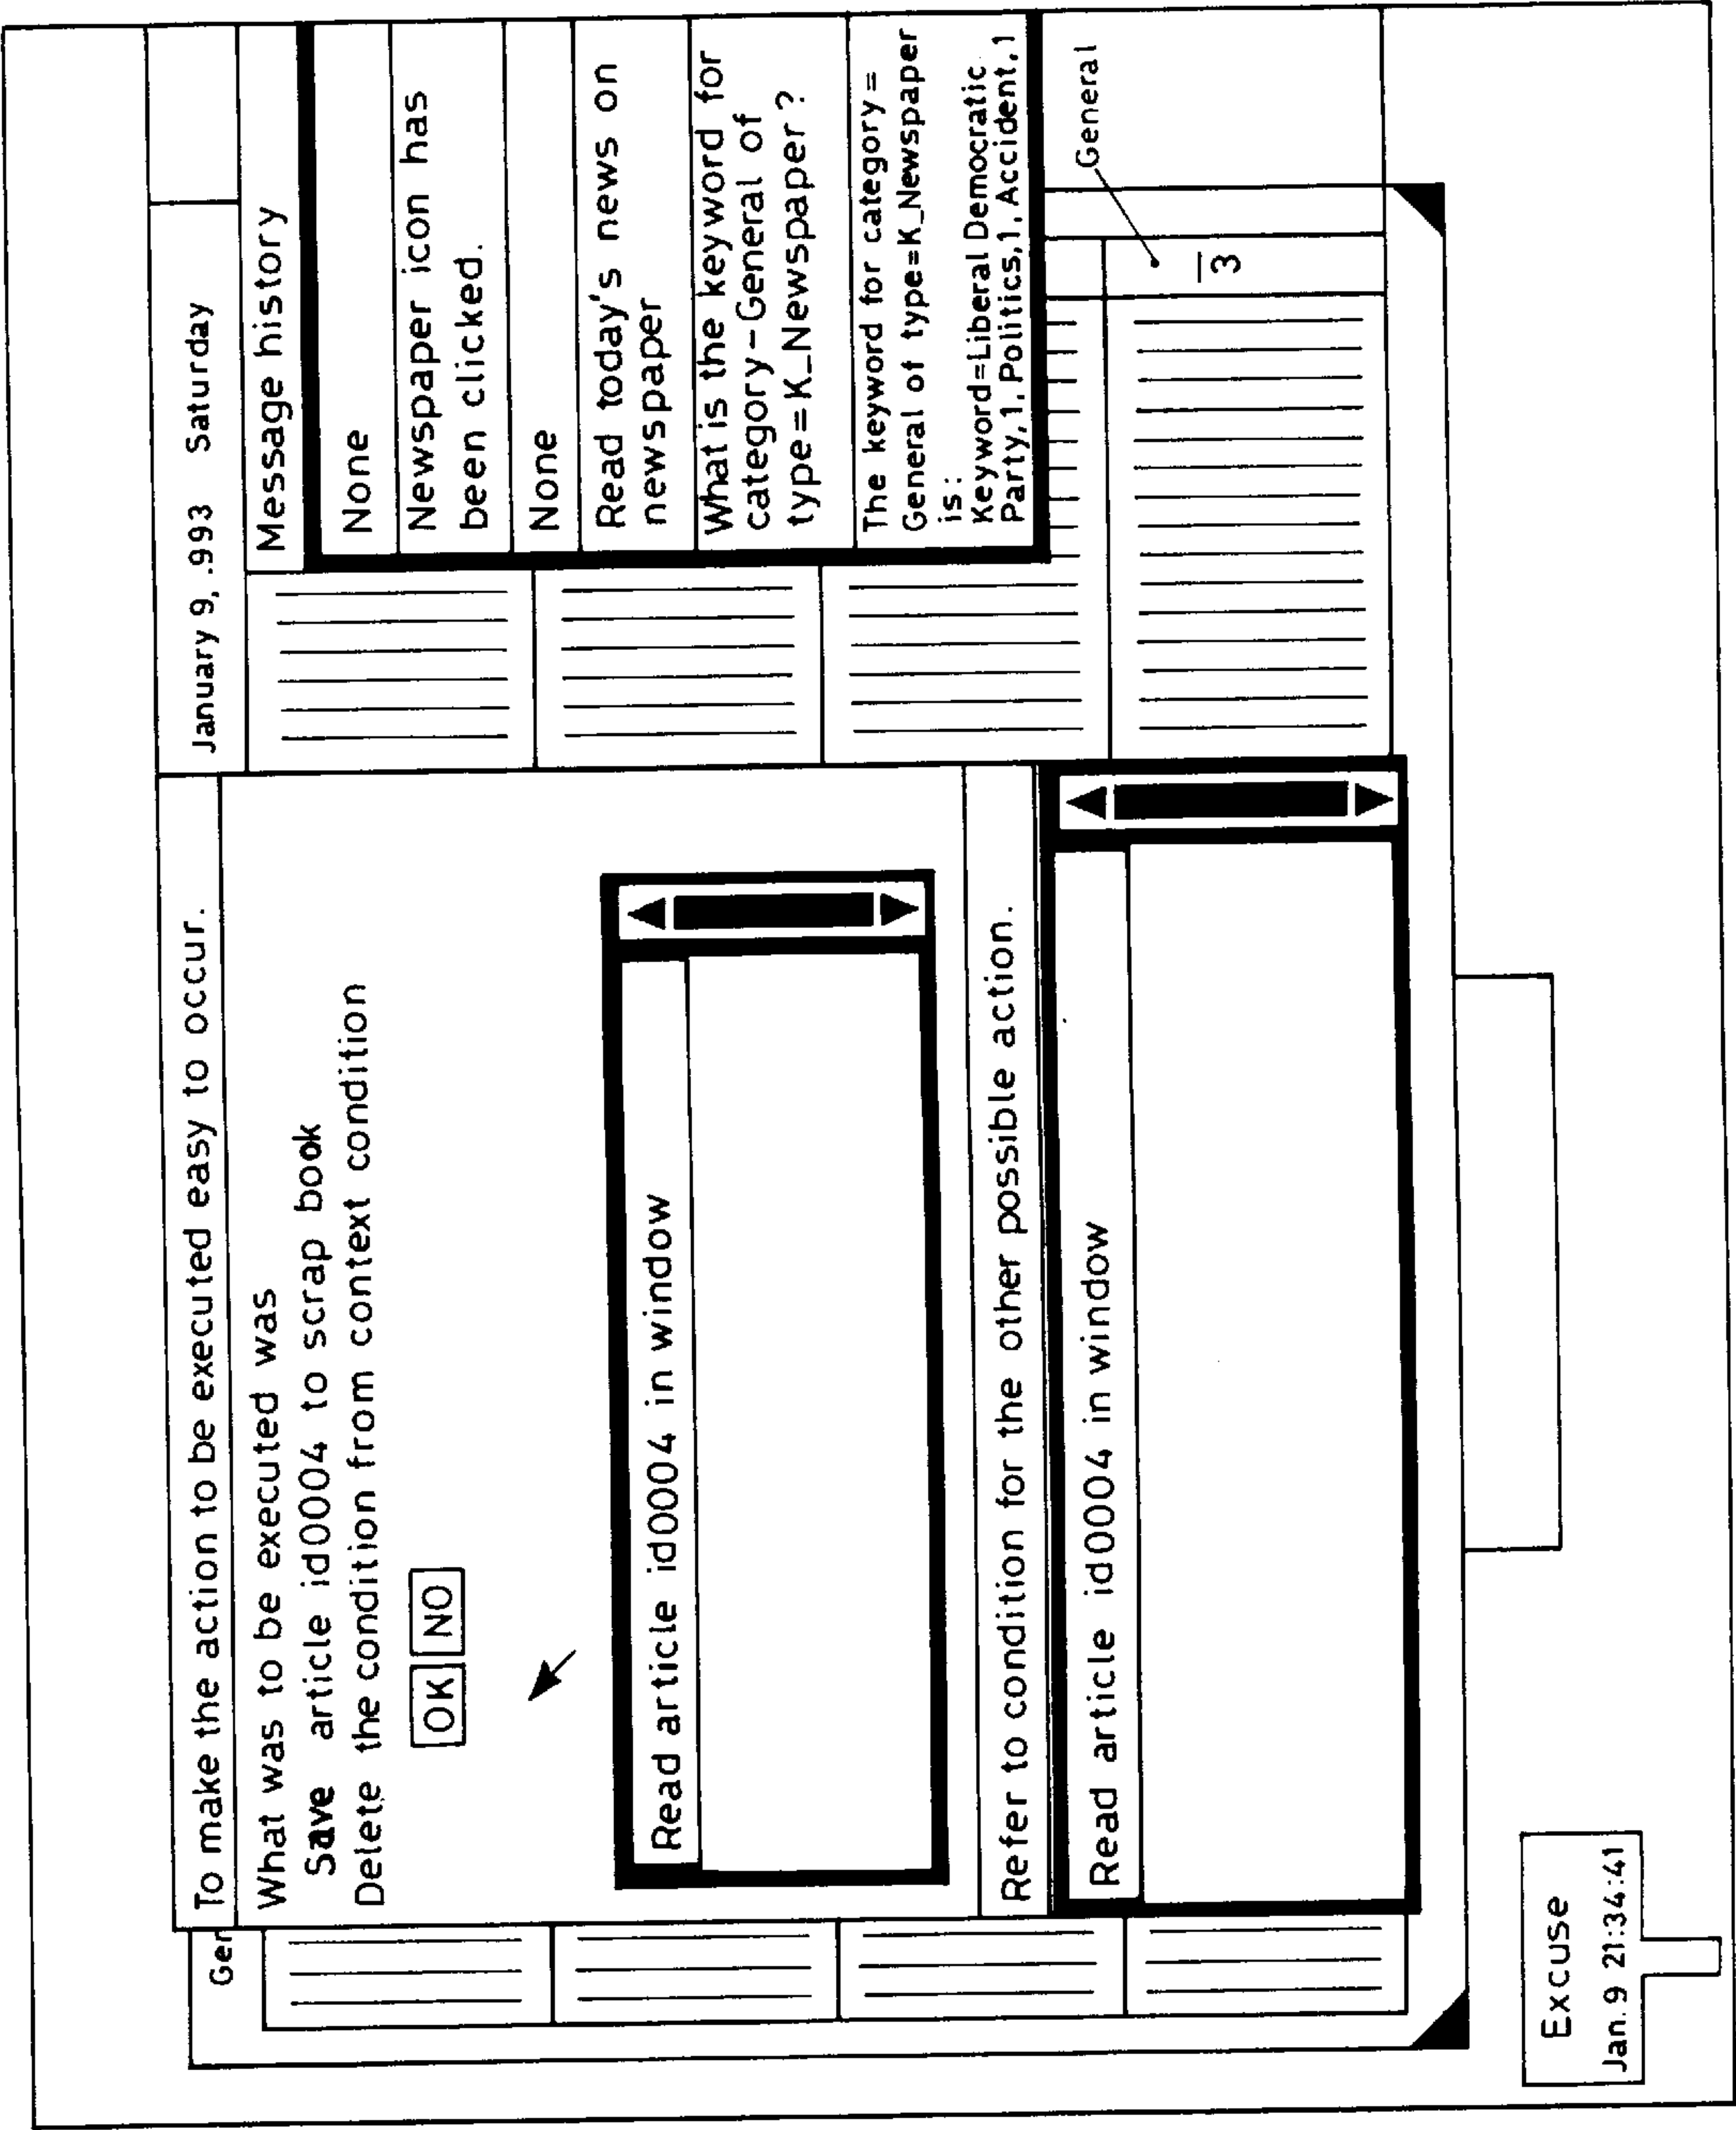 To make the action to be executed easy to occur.
What was to be executed was
Save article id0004 to scrap book
Delete the condition from context condition
OK NO
Read article id0004 in window
Refer to condition for the other possible action.
Read article id0004 in window
Gen
January 9, .993 Saturday
Message history
None
Newspaper icon has
been clicked.
None
Read today's news on
newspaper
What is the keyword for
category-General of
type=K_Newspaper?
The keyword for category=
General of type=K_Newspaper
is:
Keyword=Liberal Democratic
Party,1, Politics,1, Accident,1
General
3
Excuse
Jan. 9 21:34:41